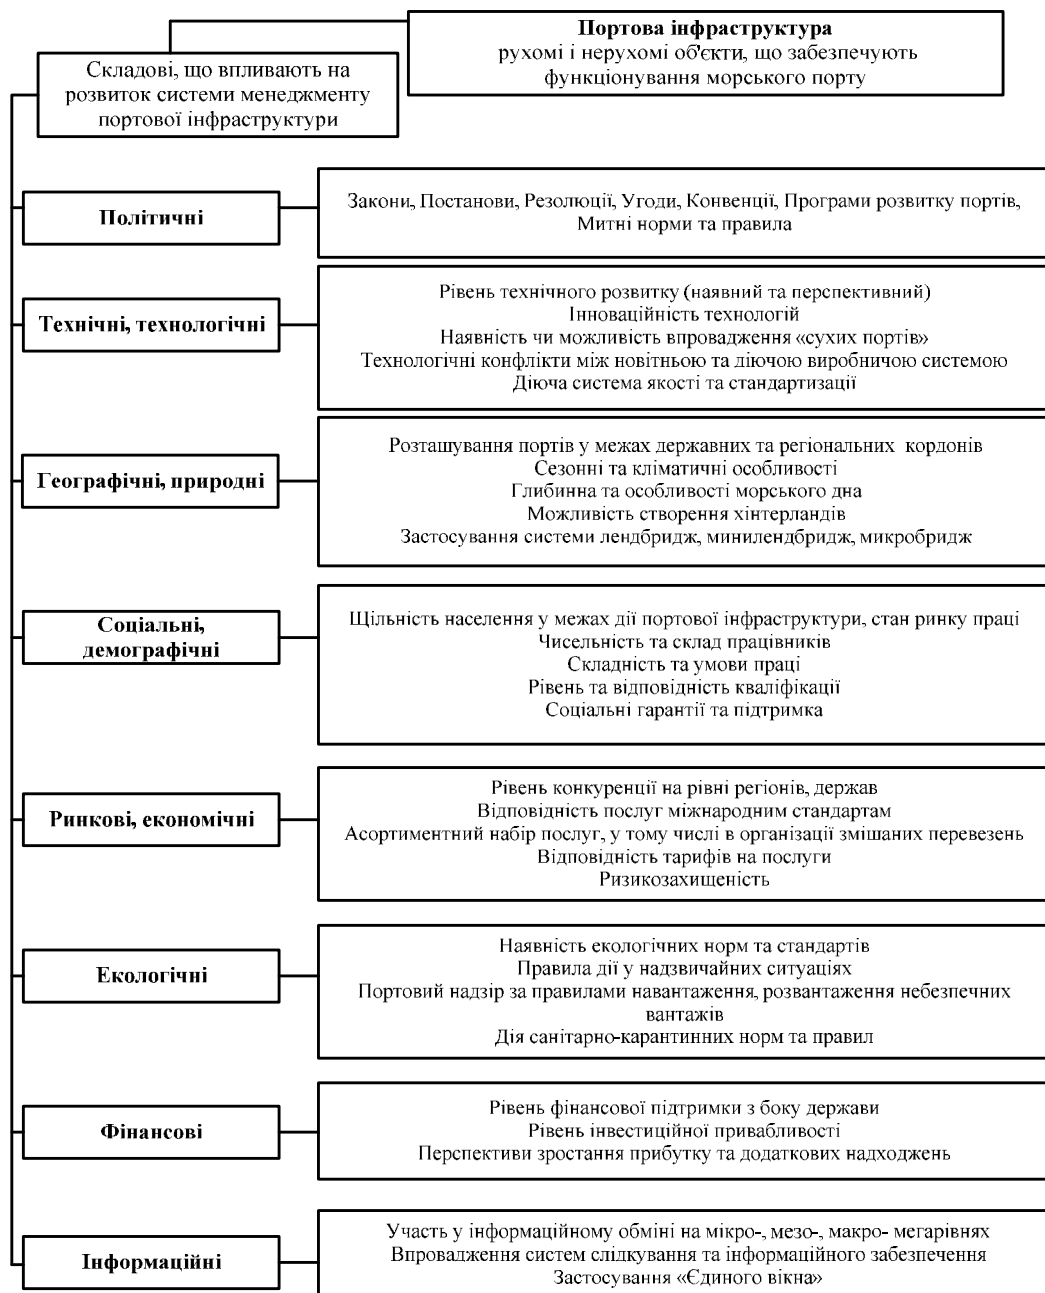 Портова інфраструктура
рухомі і нерухомі об'єкти, що забезпечують
функціонування морського порту
Складові, що впливають на
розвиток системи менеджменту
портової інфраструктури
Політичні
Закони, Постанови, Резолюції, Угоди, Конвенції, Програми розвитку портів,
Митні норми та правила
Технічні, технологічні
Рівень технічного розвитку (наявний та перспективний)
Інноваційність технологій
Наявність чи можливість впровадження «сухих портів»
Технологічні конфлікти між новітньою та діючою виробничою системою
Діюча система якості та стандартизації
Географічні, природні
Розташування портів у межах державних та регіональних кордонів
Сезонні та кліматичні особливості
Глибинна та особливості морського дна
Можливість створення хінтерландів
Застосування системи лендбридж, минилендбридж, микробридж
Соціальні,
демографічні
Щільність населення у межах дії портової інфраструктури, стан ринку праці
Чисельність та склад працівників
Складність та умови праці
Рівень та відповідність кваліфікації
Соціальні гарантії та підтримка
Ринкові, економічні
Рівень конкуренції на рівні регіонів, держав
Відповідність послуг міжнародним стандартам
Асортиментний набір послуг, у тому числі в організації змішаних перевезень
Відповідність тарифів на послуги
Ризикозахищеність
Екологічні
Наявність екологічних норм та стандартів
Правила дії у надзвичайних ситуаціях
Портовий надзір за правилами навантаження, розвантаження небезпечних
вантажів
Дія санітарно-карантинних норм та правил
Фінансові
Рівень фінансової підтримки з боку держави
Рівень інвестиційної привабливості
Перспективи зростання прибутку та додаткових надходжень
Інформаційні
Участь у інформаційному обміні на мікро-, мезо-, макро- мегарівнях
Впровадження систем слідкування та інформаційного забезпечення
Застосування «Єдиного вікна»